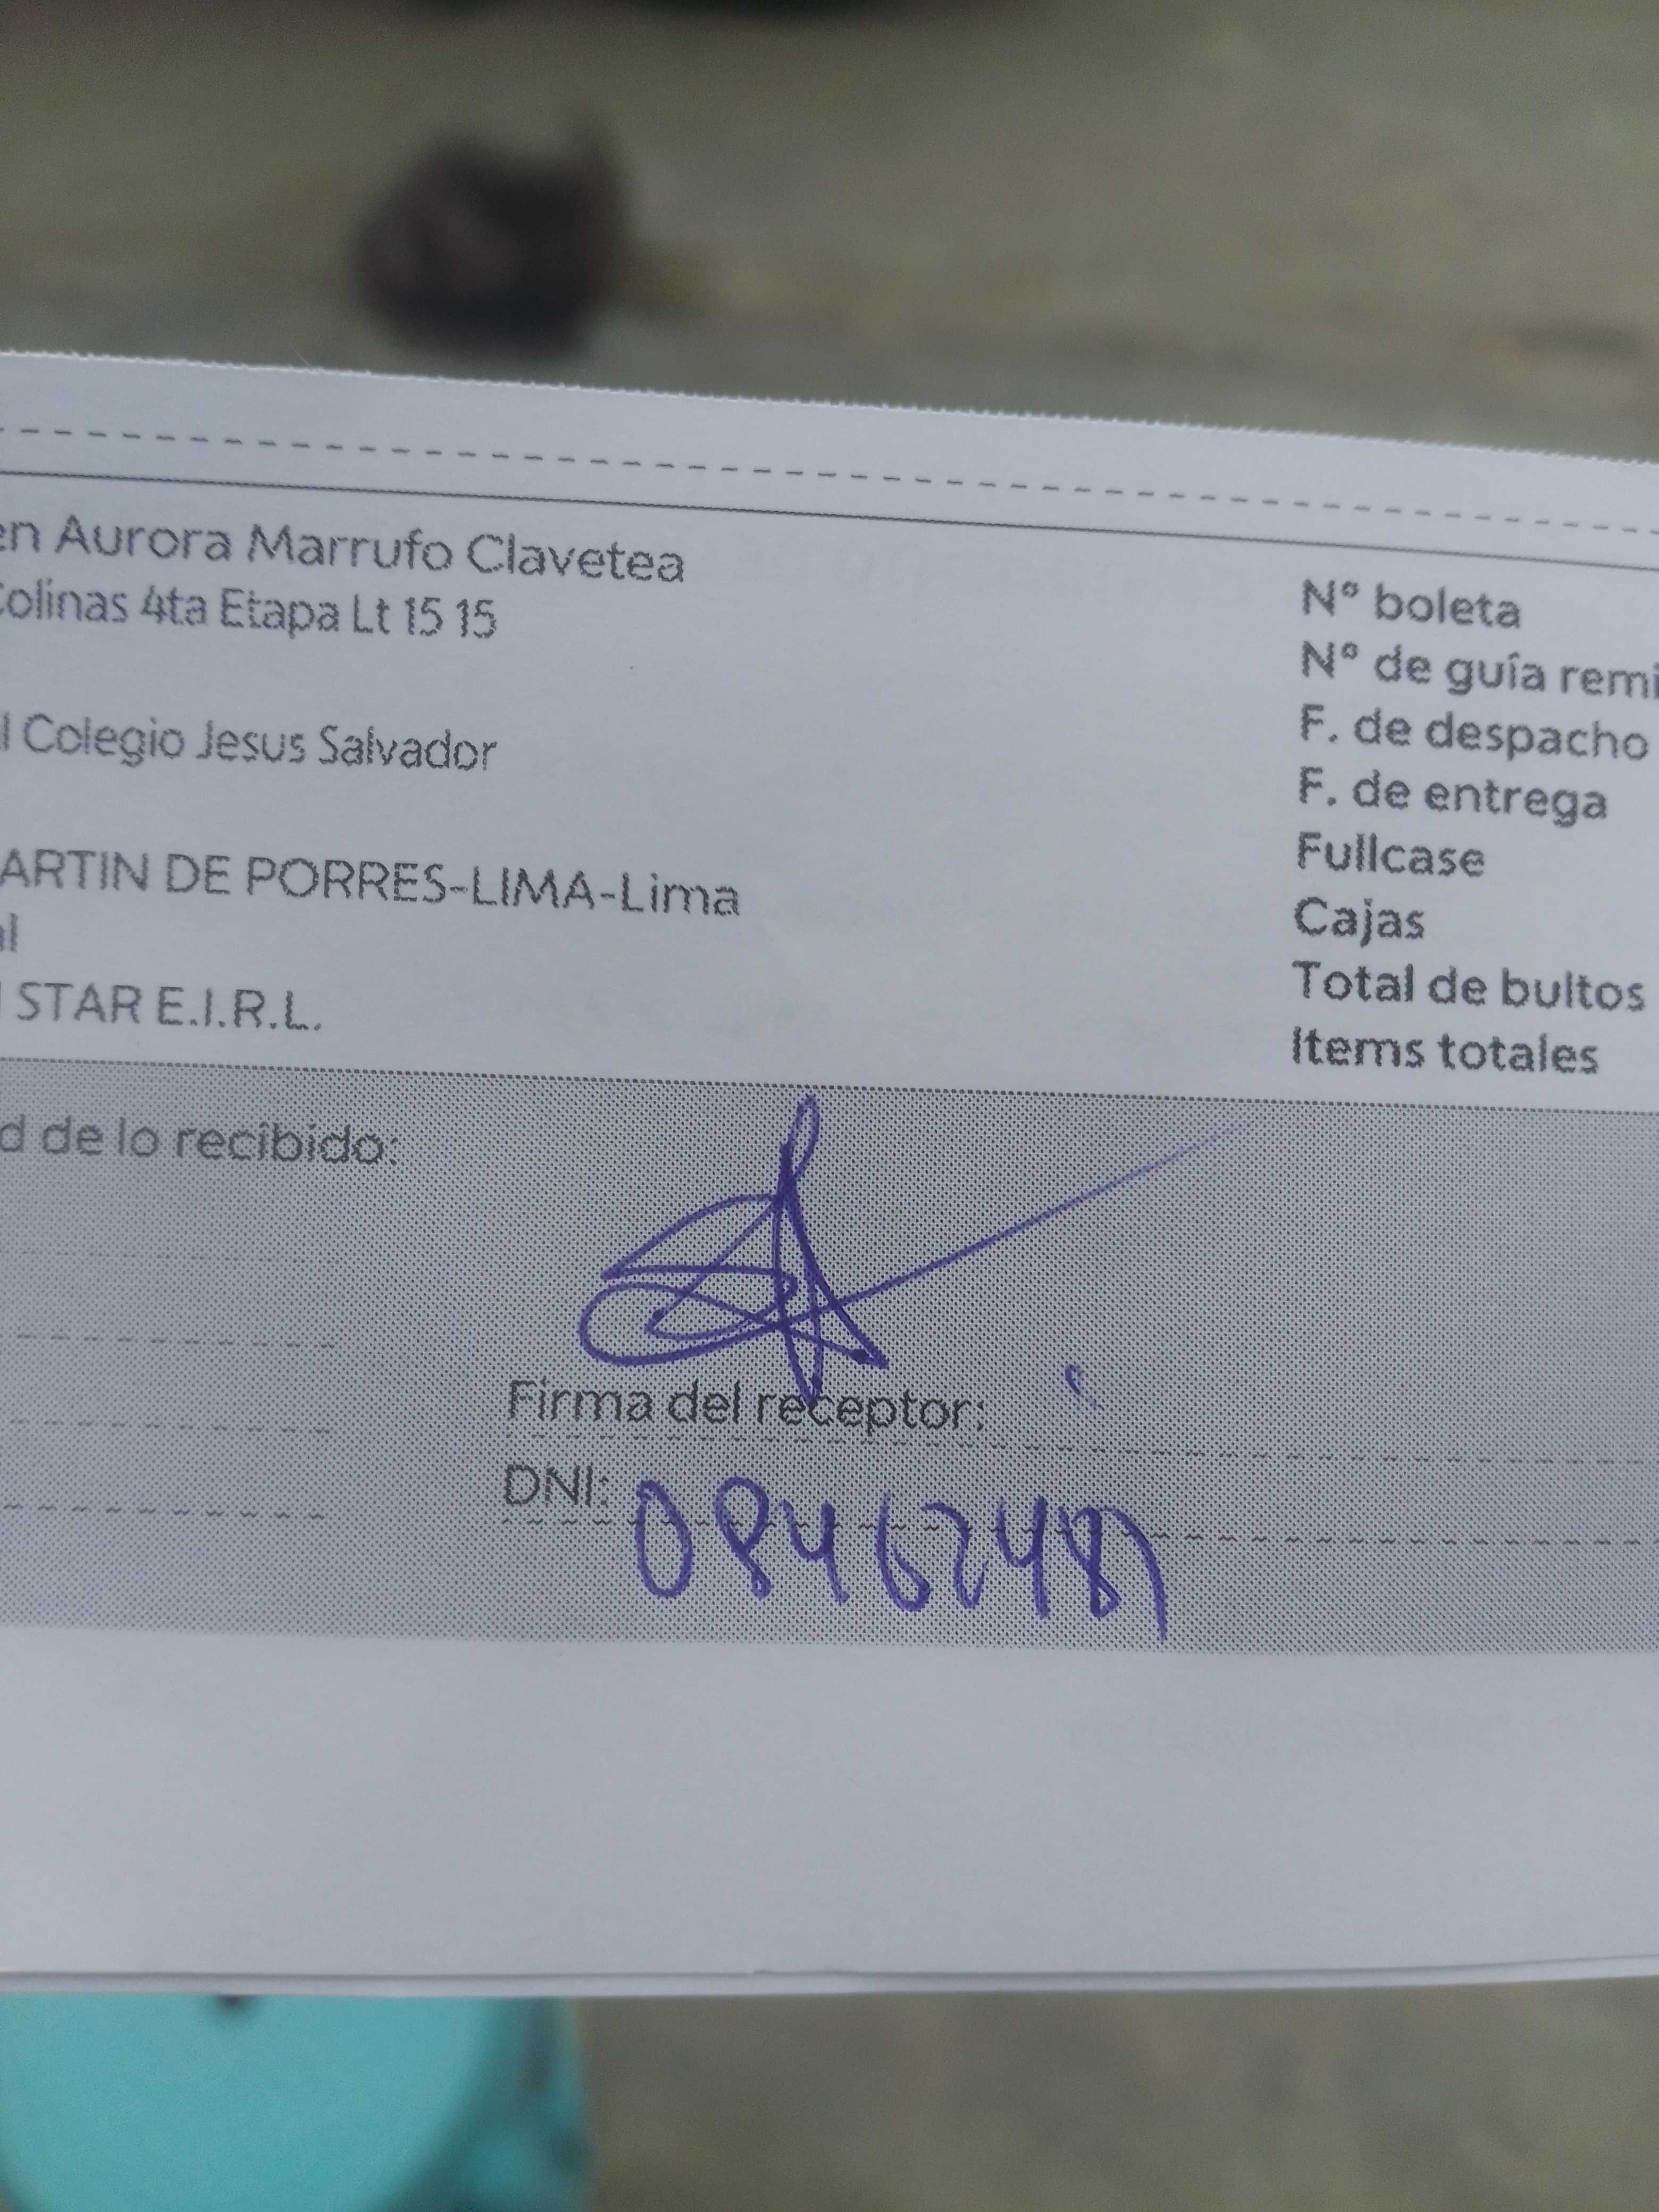 en Aurora Marrufo Clavetea
Colinas 4ta Etapa Lt 15 15
l Colegio Jesus Salvador
ARTIN DE PORRES-LIMA-Lima
al
STAR E.I.R.L.
N° boleta
N° de guía remi
F. de despacho
F. de entrega
Fullcase
Cajas
Total de bultos
Items totales
d de lo recibido:
Firma del receptor:
DNI: 08462487